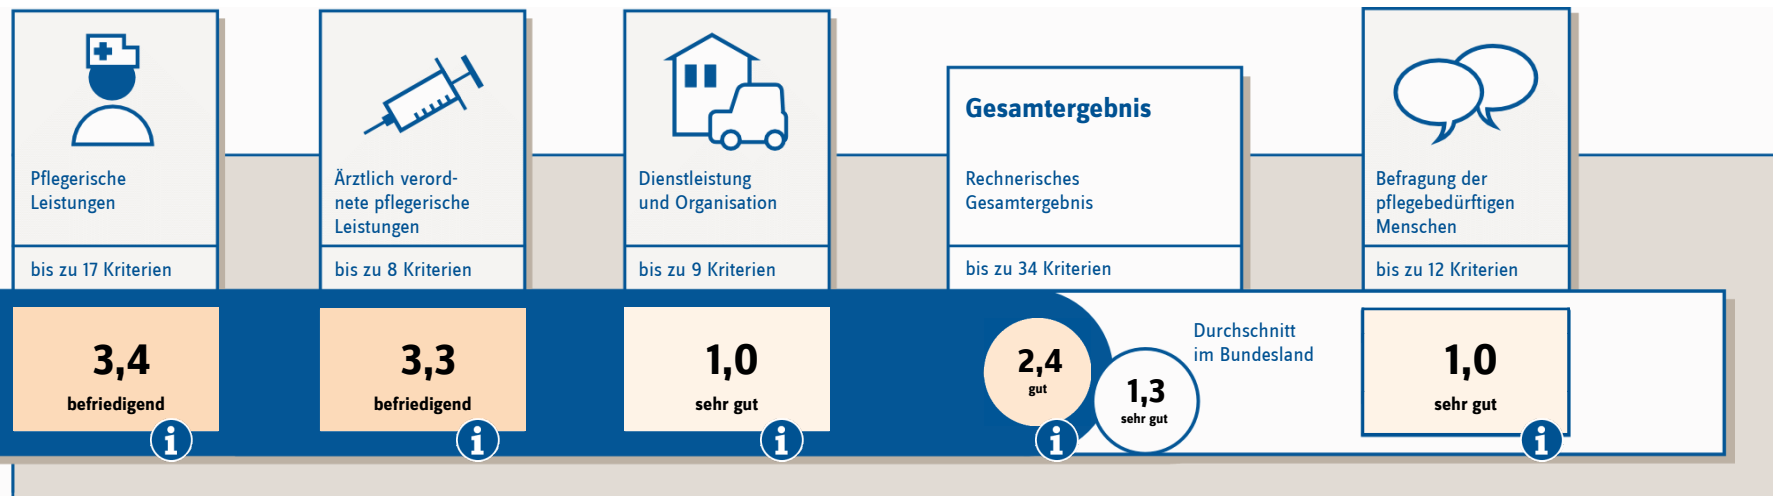 Pflegerische
Leistungen
bis zu 17 Kriterien
3,4
befriedigend
i
Ärztlich verord-
nete pflegerische
Leistungen
bis zu 8 Kriterien
3,3
befriedigend
i
Dienstleistung
und Organisation
bis zu 9 Kriterien
1,0
sehr gut
i
Gesamtergebnis
Rechnerisches
Gesamtergebnis
bis zu 34 Kriterien
2,4
gut
i
1,3
sehr gut
Durchschnitt
im Bundesland
Befragung der
pflegebedürftigen
Menschen
bis zu 12 Kriterien
1,0
sehr gut
i